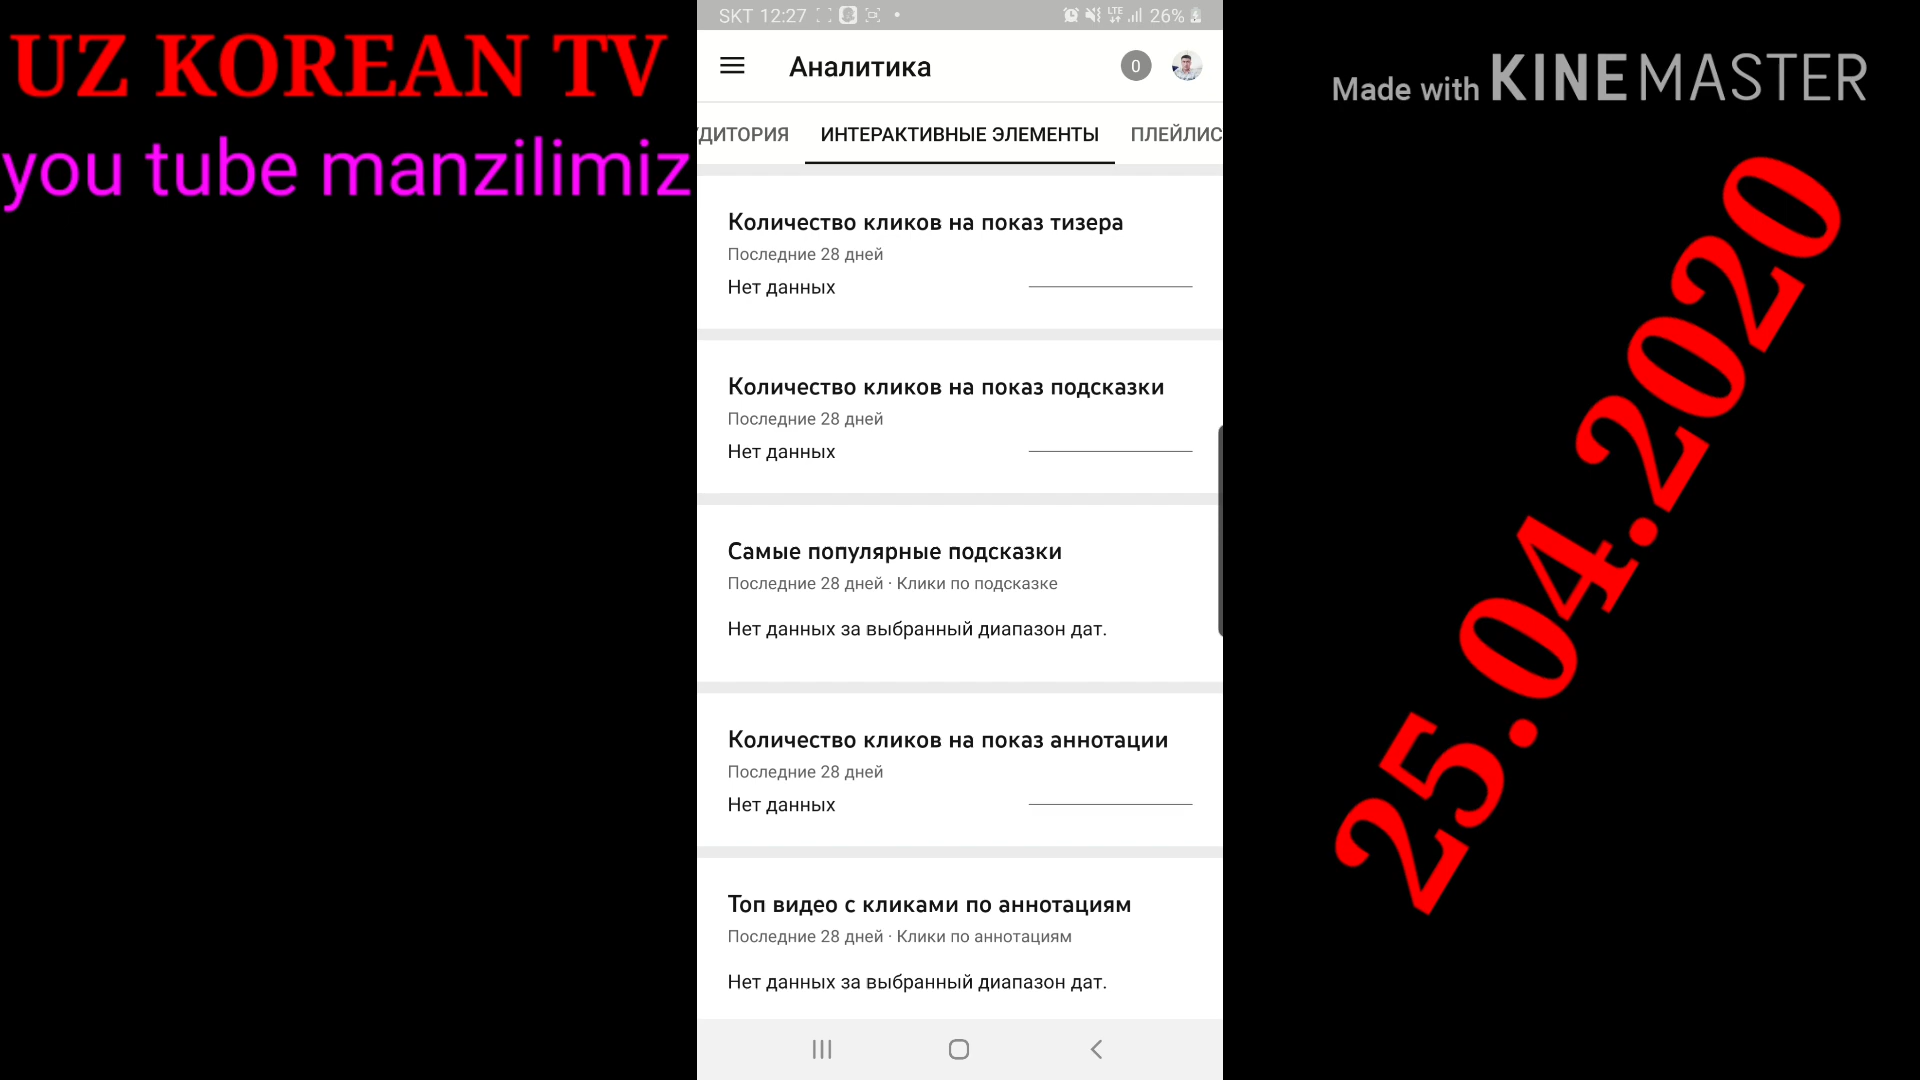 UZ KOREAN TV
you tube manzilimiz
SKT 12:27
LTE 26%
Аналитика
0
УДИТОРИЯ ИНТЕРАКТИВНЫЕ ЭЛЕМЕНТЫ ПЛЕЙЛИС
Количество кликов на показ тизера
Последние 28 дней
Нет данных
Количество кликов на показ подсказки
Последние 28 дней
Нет данных
Самые популярные подсказки
Последние 28 дней · Клики по подсказке
Нет данных за выбранный диапазон дат.
Количество кликов на показ аннотации
Последние 28 дней
Нет данных
Топ видео с кликами по аннотациям
Последние 28 дней · Клики по аннотациям
Нет данных за выбранный диапазон дат.
Made with KINEMASTER
25.04.2020